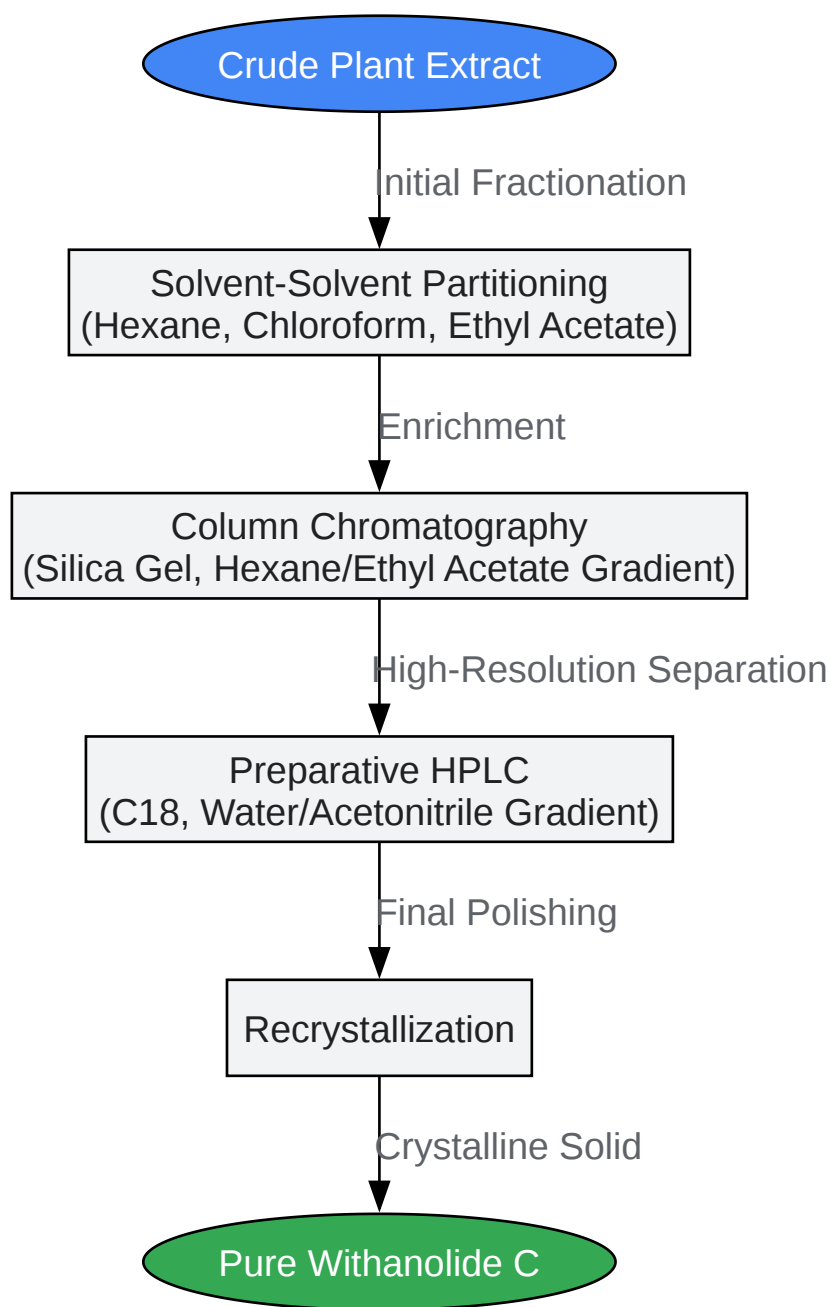 Crude Plant Extract
Initial Fractionation
Solvent-Solvent Partitioning
(Hexane, Chloroform, Ethyl Acetate)
Enrichment
Column Chromatography
(Silica Gel, Hexane/Ethyl Acetate Gradient)
High-Resolution Separation
Preparative HPLC
(C18, Water/Acetonitrile Gradient)
Final Polishing
Recrystallization
Crystalline Solid
Pure Withanolide C